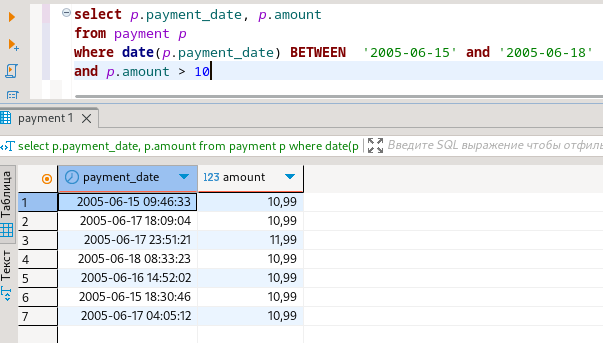 select p.payment_date, p.amount
from payment p
where date(p.payment_date) BETWEEN  '2005-06-15' and '2005-06-18'
and p.amount > 10
payment 1
select p.payment_date, p.amount from payment p where date(p
Введите SQL выражение чтобы отфиль
Таблица
Текст
payment_date 123 amount
1 2005-06-15 09:46:33 10,99
2 2005-06-17 18:09:04 10,99
3 2005-06-17 23:51:21 11,99
4 2005-06-18 08:33:23 10,99
5 2005-06-16 14:52:02 10,99
6 2005-06-15 18:30:46 10,99
7 2005-06-17 04:05:12 10,99